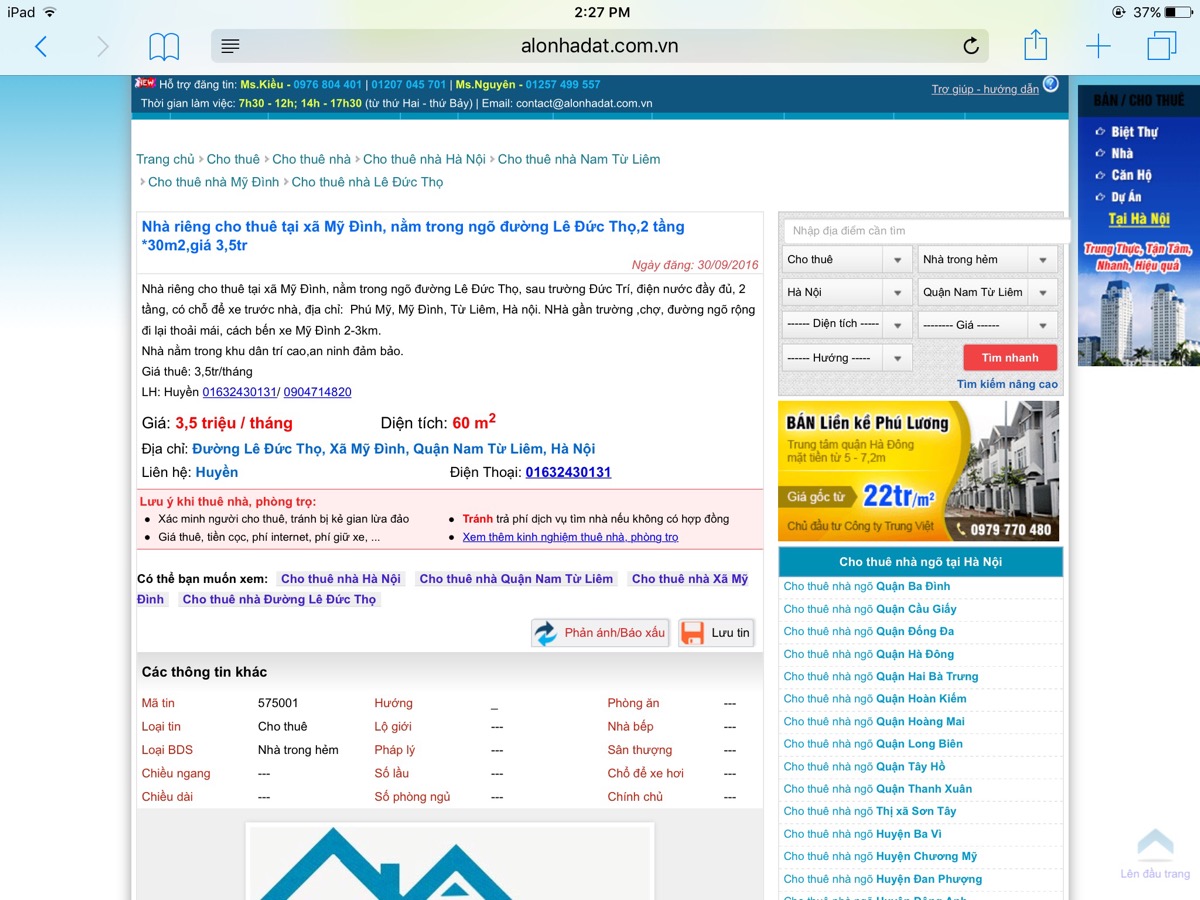 iPad
2:27 PM
37%
alonhadat.com.vn
NEW Hỗ trợ đăng tin: Ms.Kiều - 0976 804 401 | 01207 045 701 | Ms.Nguyên - 01257 499 557
Thời gian làm việc: 7h30 - 12h; 14h - 17h30 (từ thứ Hai - thứ Bảy) | Email: contact@alonhadat.com.vn
Trợ giúp - hướng dẫn
Trang chủ > Cho thuê > Cho thuê nhà > Cho thuê nhà Hà Nội > Cho thuê nhà Nam Từ Liêm
> Cho thuê nhà Mỹ Đình > Cho thuê nhà Lê Đức Thọ
Nhà riêng cho thuê tại xã Mỹ Đình, nằm trong ngõ đường Lê Đức Thọ,2 tầng
*30m2,giá 3,5tr
Ngày đăng: 30/09/2016
Nhà riêng cho thuê tại xã Mỹ Đình, nằm trong ngõ đường Lê Đức Thọ, sau trường Đức Trí, điện nước đầy đủ, 2
tầng, có chỗ để xe trước nhà, địa chỉ: Phú Mỹ, Mỹ Đình, Từ Liêm, Hà nội. NHà gần trường ,chợ, đường ngõ rộng
đi lại thoải mái, cách bến xe Mỹ Đình 2-3km.
Nhà nằm trong khu dân trí cao,an ninh đảm bảo.
Giá thuê: 3,5tr/tháng
LH: Huyền 01632430131/ 0904714820
Giá: 3,5 triệu / tháng Diện tích: 60 m2
Địa chỉ: Đường Lê Đức Thọ, Xã Mỹ Đình, Quận Nam Từ Liêm, Hà Nội
Liên hệ: Huyền Điện Thoại: 01632430131
Lưu ý khi thuê nhà, phòng trọ:
• Xác minh người cho thuê, tránh bị kẻ gian lừa đảo
• Tránh trả phí dịch vụ tìm nhà nếu không có hợp đồng
• Giá thuê, tiền cọc, phí internet, phí giữ xe, ...
• Xem thêm kinh nghiệm thuê nhà, phòng trọ
Có thể bạn muốn xem: Cho thuê nhà Hà Nội Cho thuê nhà Quận Nam Từ Liêm Cho thuê nhà Xã Mỹ
Đình Cho thuê nhà Đường Lê Đức Thọ
Phản ánh/Báo xấu Lưu tin
Các thông tin khác
Mã tin 575001 Hướng _ Phòng ăn ---
Loại tin Cho thuê Lộ giới --- Nhà bếp ---
Loại BDS Nhà trong hẻm Pháp lý --- Sân thượng ---
Chiều ngang --- Số lầu --- Chổ để xe hơi ---
Chiều dài --- Số phòng ngủ --- Chính chủ ---
Nhập địa điểm cần tìm
Cho thuê Nhà trong hẻm
Hà Nội Quận Nam Từ Liêm
------ Diện tích ----- -------- Giá ------
------ Hướng ----- Tìm nhanh
Tìm kiếm nâng cao
BÁN Liền kề Phú Lương
Trung tâm quận Hà Đông
mặt tiền từ 5 - 7,2m
Giá gốc từ 22tr/m2
Chủ đầu tư Công ty Trung Việt 0979 770 480
Cho thuê nhà ngõ tại Hà Nội
Cho thuê nhà ngõ Quận Ba Đình
Cho thuê nhà ngõ Quận Cầu Giấy
Cho thuê nhà ngõ Quận Đống Đa
Cho thuê nhà ngõ Quận Hà Đông
Cho thuê nhà ngõ Quận Hai Bà Trưng
Cho thuê nhà ngõ Quận Hoàn Kiếm
Cho thuê nhà ngõ Quận Hoàng Mai
Cho thuê nhà ngõ Quận Long Biên
Cho thuê nhà ngõ Quận Tây Hồ
Cho thuê nhà ngõ Quận Thanh Xuân
Cho thuê nhà ngõ Thị xã Sơn Tây
Cho thuê nhà ngõ Huyện Ba Vì
Cho thuê nhà ngõ Huyện Chương Mỹ
Cho thuê nhà ngõ Huyện Đan Phượng
BÁN / CHO THUÊ
Biệt Thự
Nhà
Căn Hộ
Dự Án
Tại Hà Nội
Trung Thực, Tận Tâm,
Nhanh, Hiệu quả
Lên đầu trang